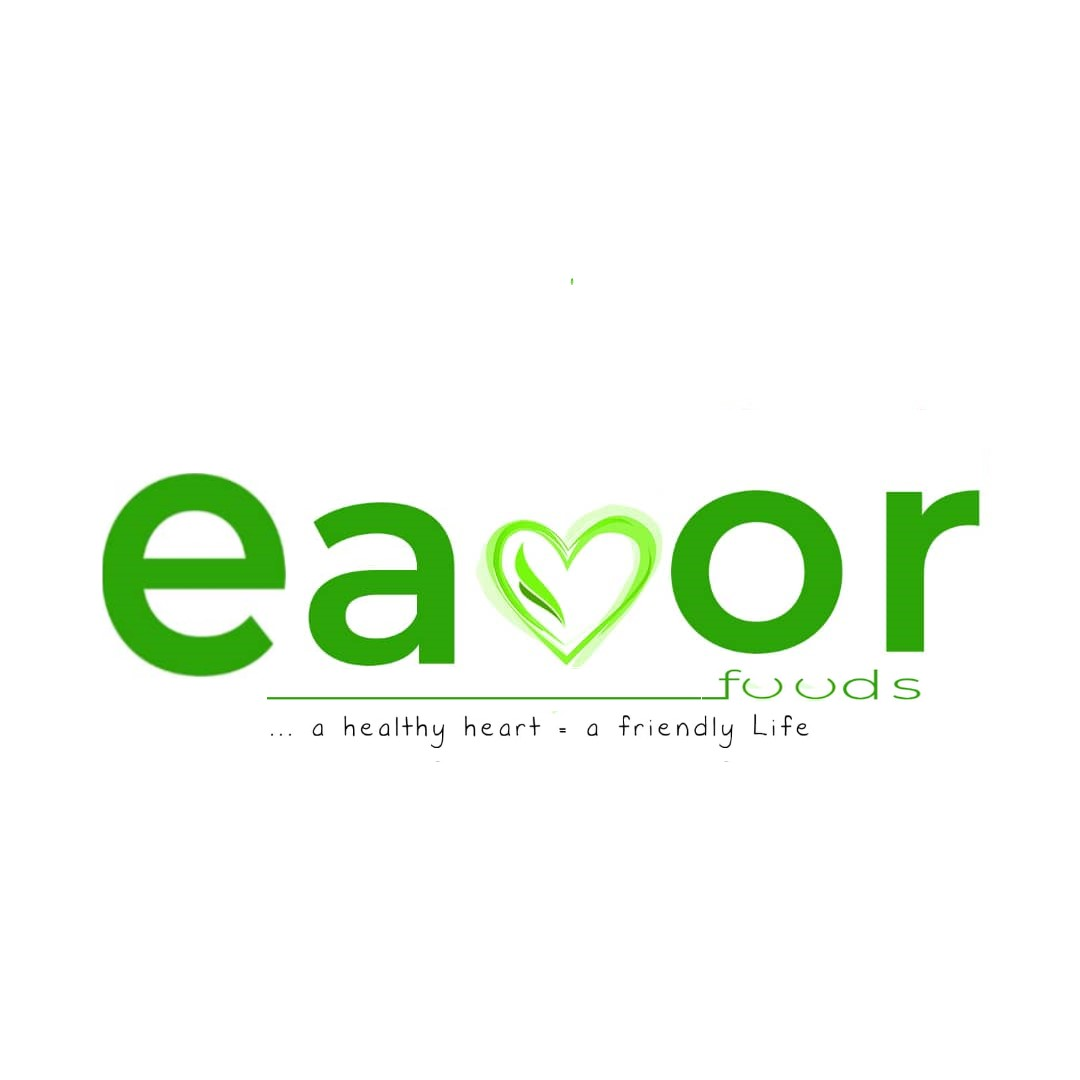 eavor
foods
... a healthy heart = a friendly Life